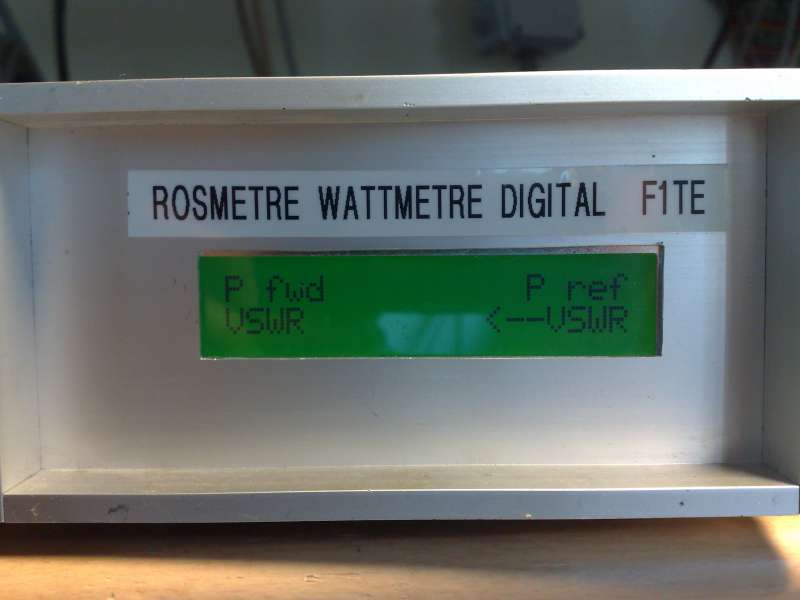 ROSMETRE WATTMETRE DIGITAL F1TE
P fwd P ref
VSWR <--VSWR